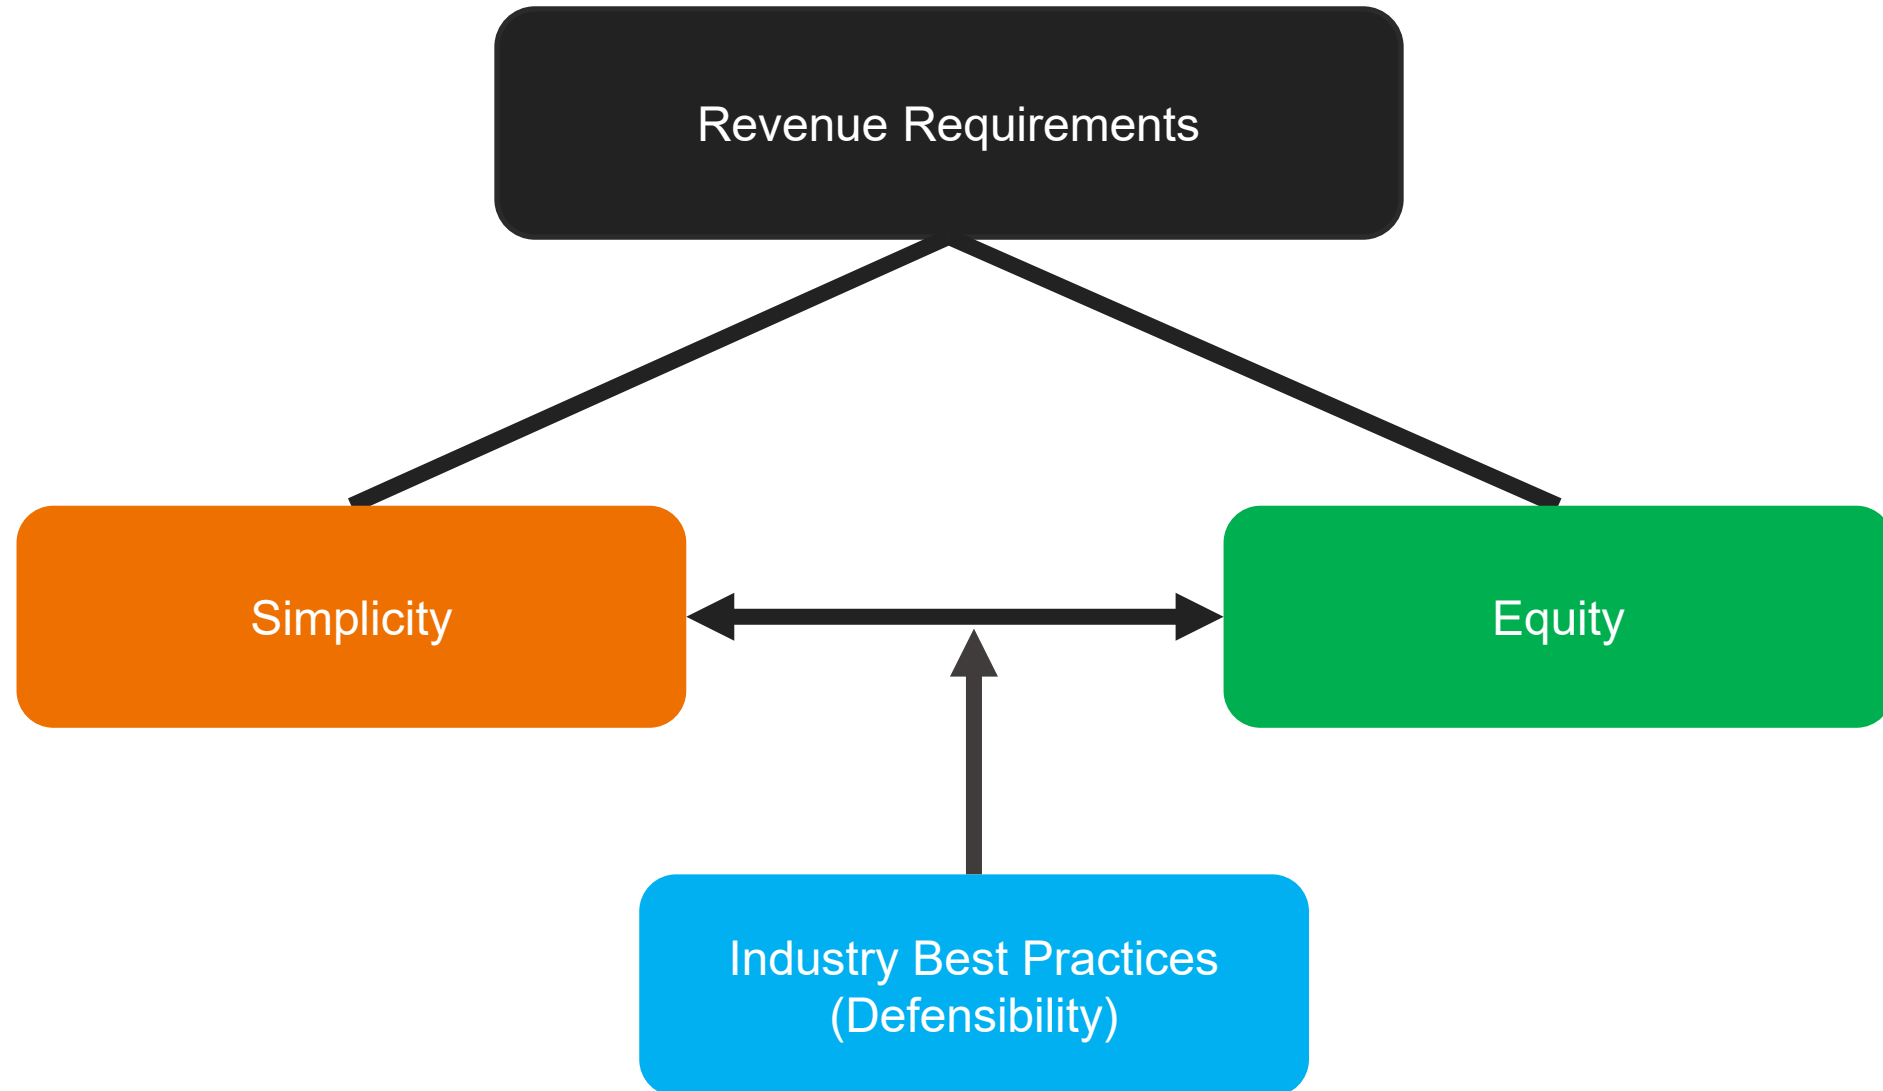 Revenue Requirements
Simplicity
Equity
Industry Best Practices
(Defensibility)